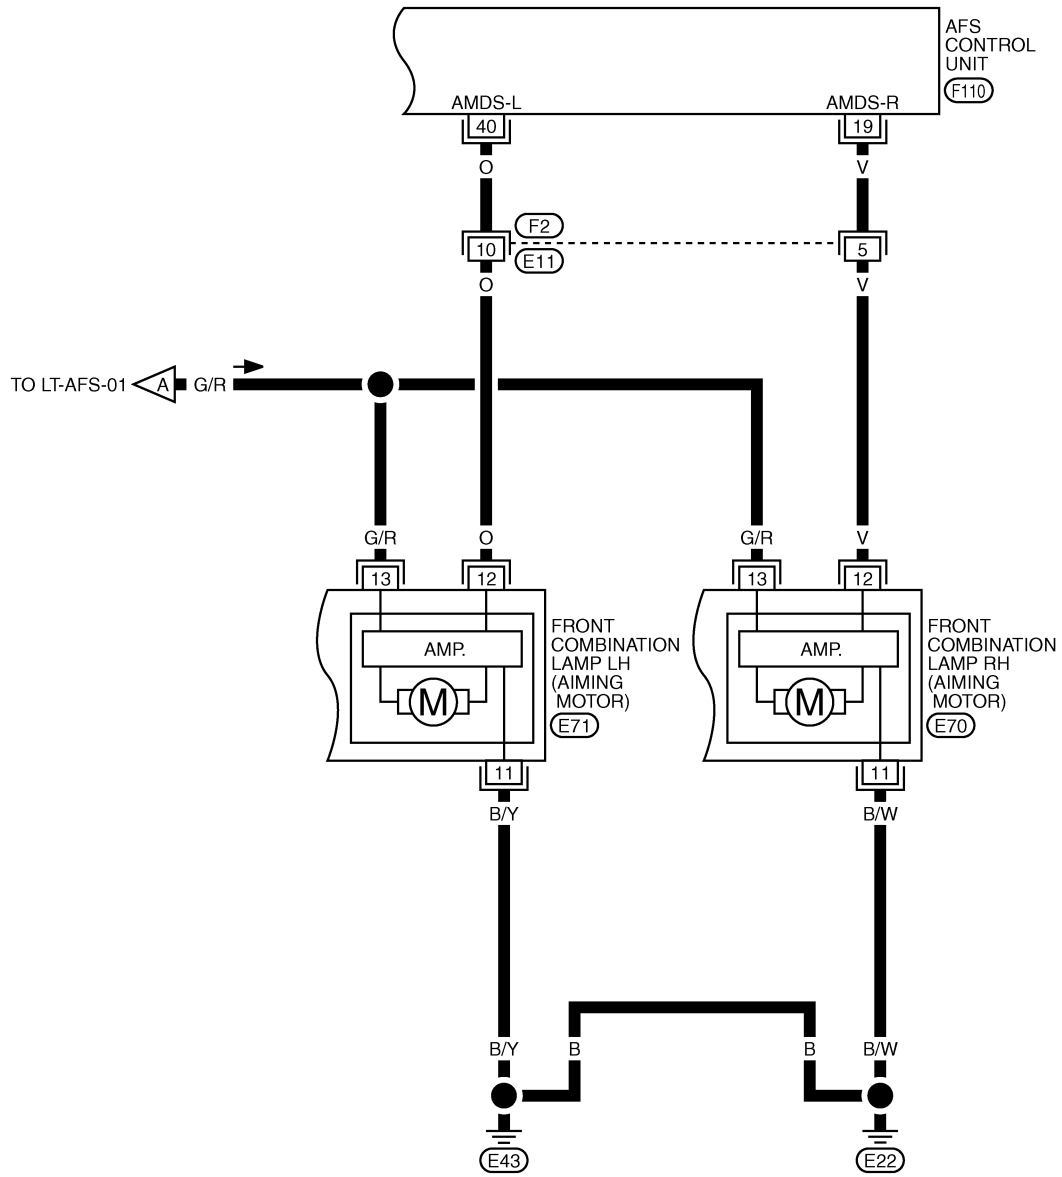 AFS
CONTROL
UNIT
F110
AMDS-L
AMDS-R
40
19
O
V
F2
10
5
E11
O
V
TO LT-AFS-01
A
G/R
G/R
O
G/R
V
13
12
13
12
AMP.
M
FRONT
COMBINATION
LAMP LH
(AIMING
MOTOR)
E71
AMP.
M
FRONT
COMBINATION
LAMP RH
(AIMING
MOTOR)
E70
11
11
B/Y
B/W
B/Y
B
B
B/W
E43
E22